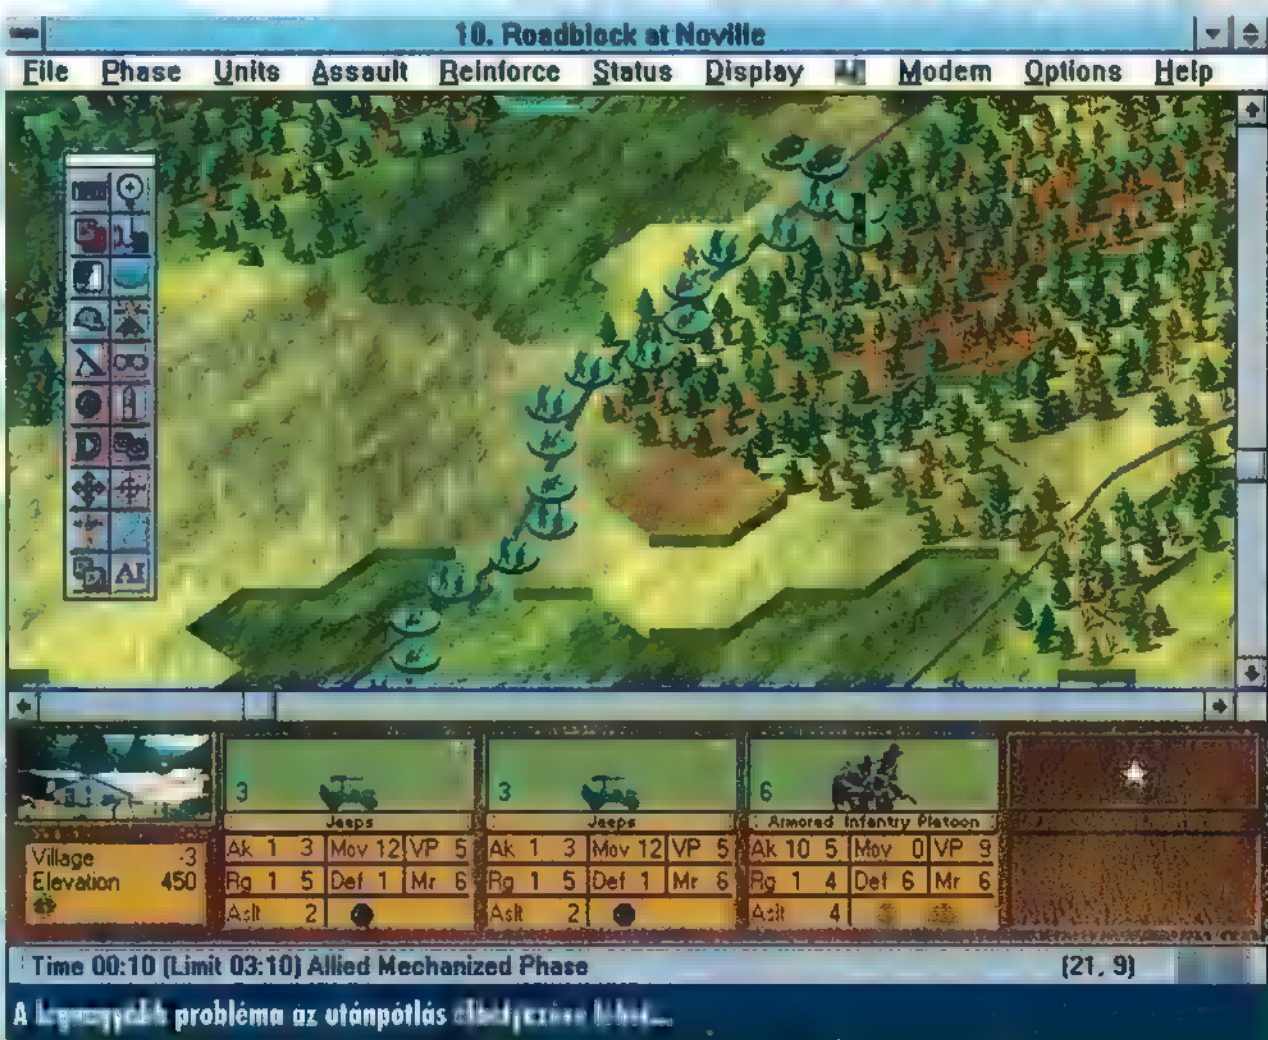 10. Roadblock at Noville
File Phase Units Assault Reinforce Status Display Modem Options Help
AI
3
3
6
Jeeps
Jeeps
Armored Infantry Platoon
Village -3
Elevation 450
Ak 1 3 Mov 12 VP 5
Rg 1 5 Def 1 Mr 6
Aslt 2
Ak 1 3 Mov 12 VP 5
Rg 1 5 Def 1 Mr 6
Aslt 2
Ak 10 5 Mov 0 VP 9
Rg 1 4 Def 6 Mr 6
Aslt 4
Time 00:10 (Limit 03:10) Allied Mechanized Phase (21, 9)
A probléma az utánpótlás